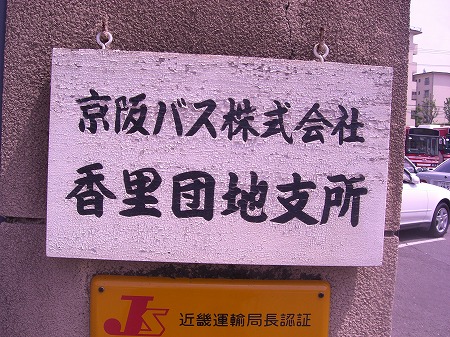 京阪バス株式会社
香里団地支所
JS 近畿運輸局長認証